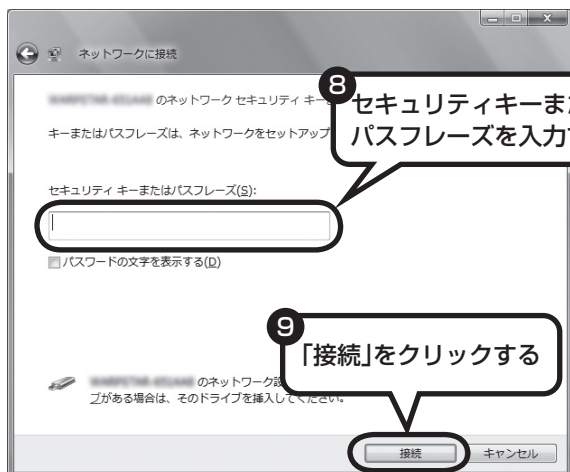 ネットワークに接続
のネットワーク セキュリティ キー
8
セキュリティキーまた
パスフレーズを入力
キーまたはパスフレーズは、ネットワークをセットアップ
セキュリティ キーまたはパスフレーズ(S):
パスワードの文字を表示する(D)
9
「接続」をクリックする
のネットワーク設
ブがある場合は、そのドライブを挿入してください。
接続
キャンセル